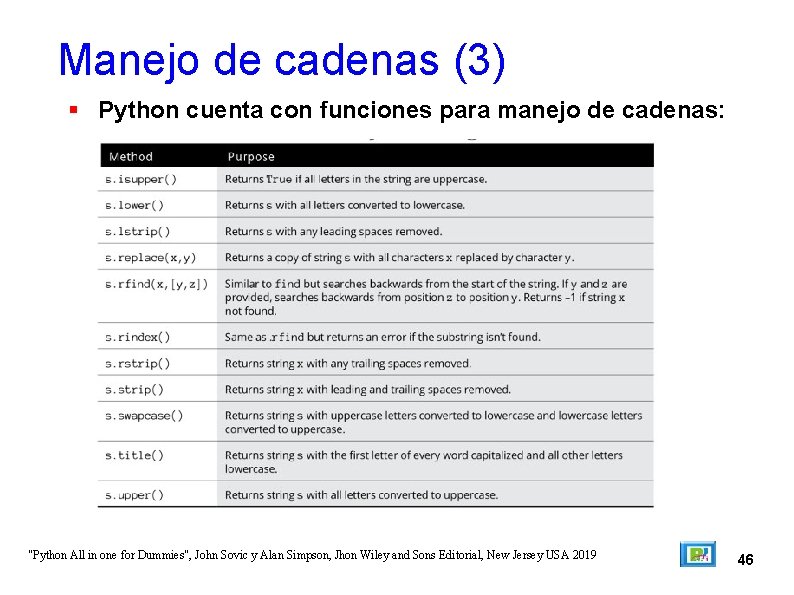 Manejo de cadenas (3)
▪ Python cuenta con funciones para manejo de cadenas:
Method Purpose
s.isupper() Returns True if all letters in the string are uppercase.
s.lower() Returns s with all letters converted to lowercase.
s.lstrip() Returns s with any leading spaces removed.
s.replace(x,y) Returns a copy of string s with all characters x replaced by character y.
s.rfind(x,[y,z]) Similar to find but searches backwards from the start of the string. If y and z are
provided, searches backwards from position z to position y. Returns –1 if string x
not found.
s.rindex() Same as .rfind but returns an error if the substring isn't found.
s.rstrip() Returns string x with any trailing spaces removed.
s.strip() Returns string x with leading and trailing spaces removed.
s.swapcase() Returns string s with uppercase letters converted to lowercase and lowercase letters
converted to uppercase.
s.title() Returns string s with the first letter of every word capitalized and all other letters
lowercase.
s.upper() Returns string s with all letters converted to uppercase.
"Python All in one for Dummies", John Sovic y Alan Simpson, Jhon Wiley and Sons Editorial, New Jersey USA 2019
46